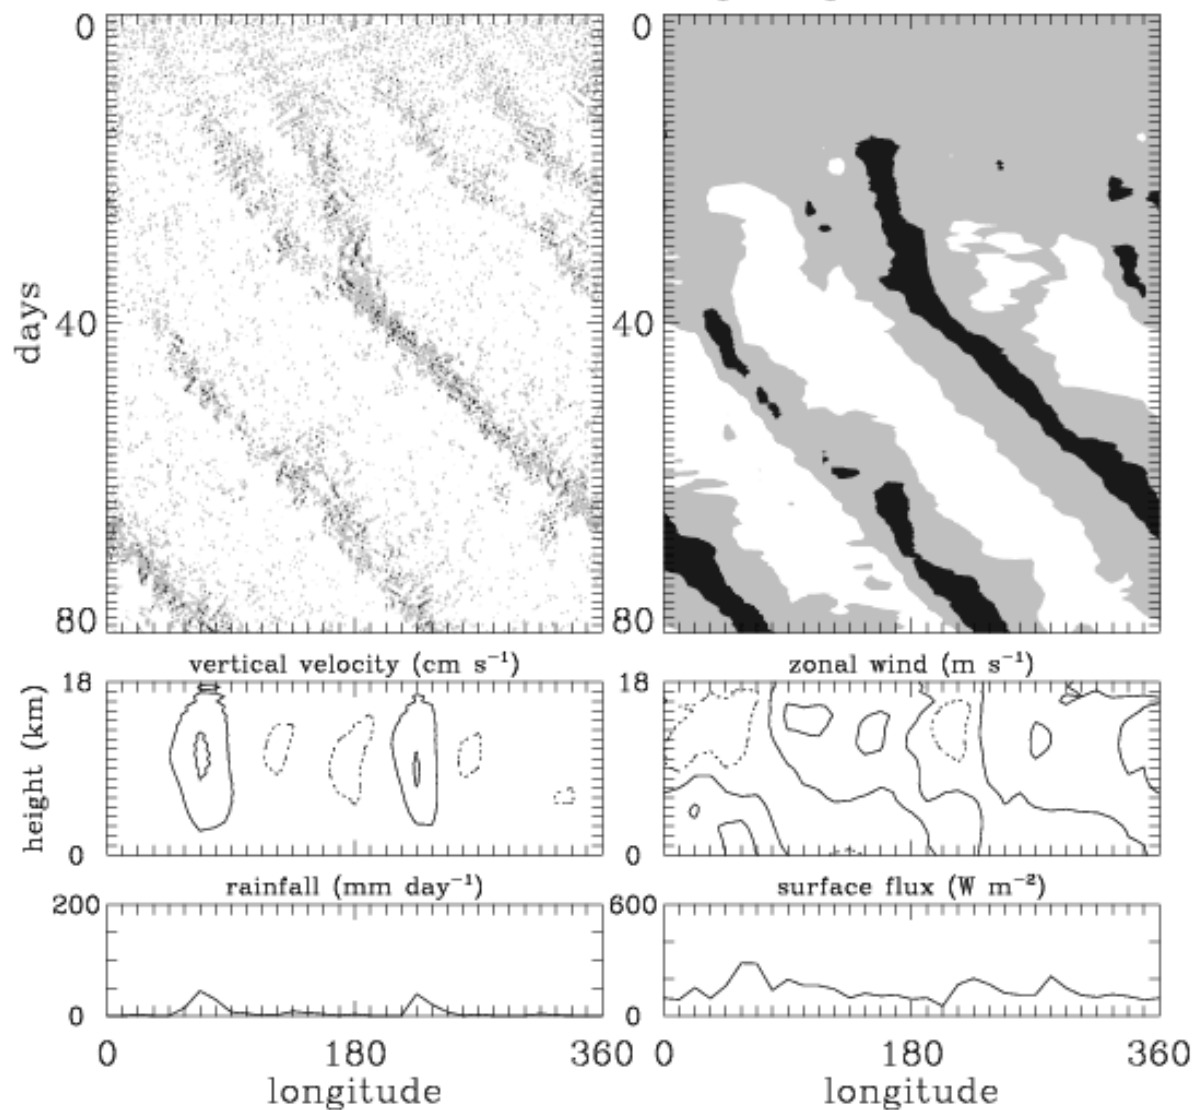 0 0
days 40 40
80 80
vertical velocity (cm s⁻¹) zonal wind (m s⁻¹)
18 18
height (km)
0 0
rainfall (mm day⁻¹) surface flux (W m⁻²)
200 600
0 0
0 180 360 0 180 360
longitude longitude